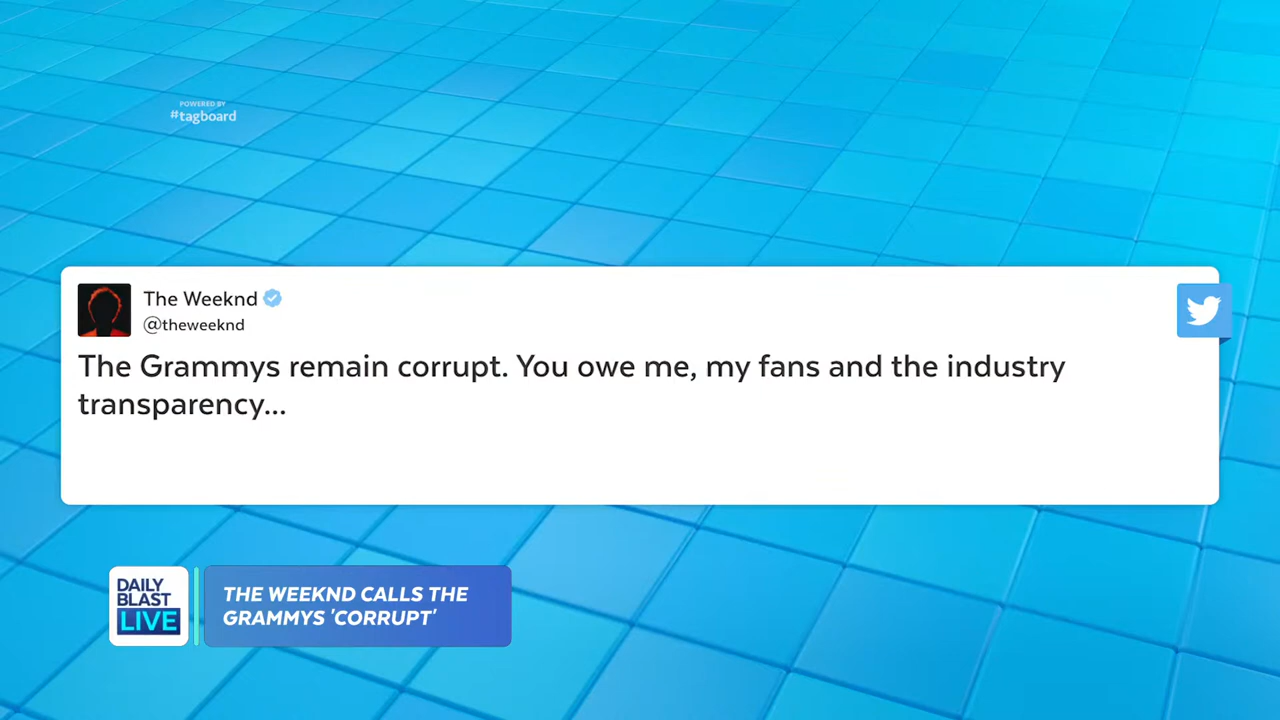 POWERED BY
#tagboard
The Weeknd
@theweeknd
The Grammys remain corrupt. You owe me, my fans and the industry
transparency...
DAILY
BLAST
LIVE
THE WEEKND CALLS THE
GRAMMYS 'CORRUPT'